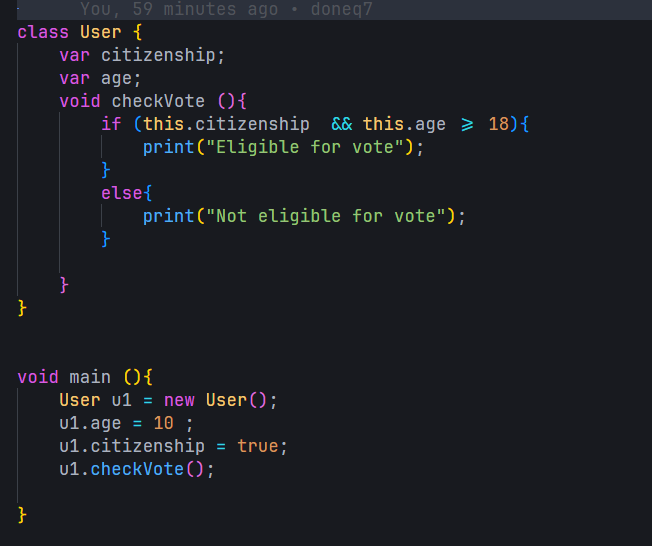 You, 59 minutes ago • doneq7
class User {
    var citizenship;
    var age;
    void checkVote (){
        if (this.citizenship  && this.age >= 18){
            print("Eligible for vote");
        }
        else{
            print("Not eligible for vote");
        }

    }
}


void main (){
    User u1 = new User();
    u1.age = 10 ;
    u1.citizenship = true;
    u1.checkVote();

}